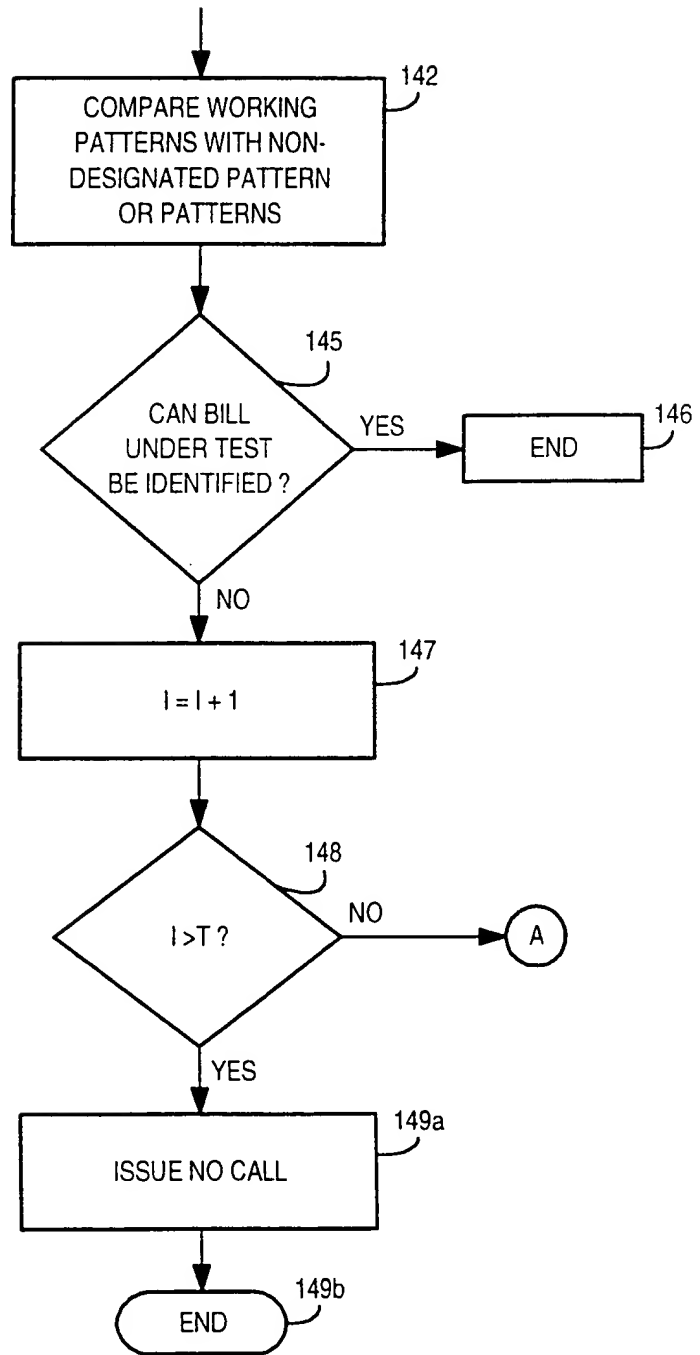 142
COMPARE WORKING
PATTERNS WITH NON-
DESIGNATED PATTERN
OR PATTERNS
145
CAN BILL
UNDER TEST
BE IDENTIFIED ?
YES
END
146
NO
147
I = I + 1
148
I >T ?
NO
A
YES
149a
ISSUE NO CALL
149b
END